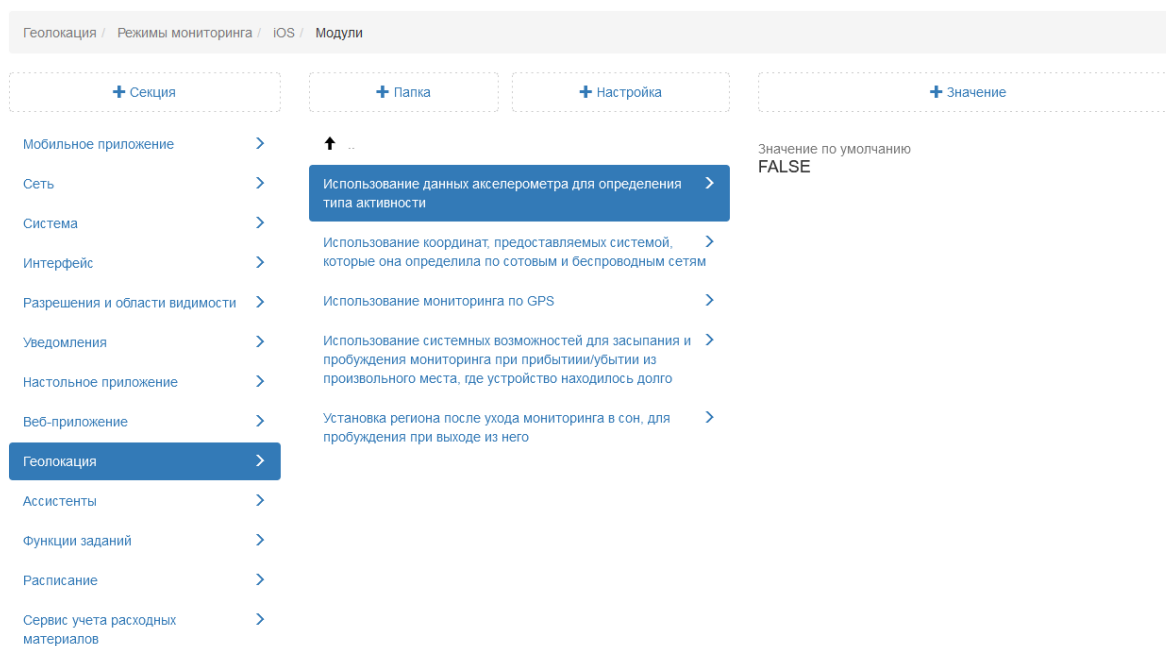 Геолокация / Режимы мониторинга / iOS / Модули
+ Секция
+ Папка
+ Настройка
+ Значение
Мобильное приложение
Сеть
Система
Интерфейс
Разрешения и области видимости
Уведомления
Настольное приложение
Веб-приложение
Геолокация
Ассистенты
Функции заданий
Расписание
Сервис учета расходных
материалов
..
Использование данных акселерометра для определения
типа активности
Использование координат, предоставляемых системой,
которые она определила по сотовым и беспроводным сетям
Использование мониторинга по GPS
Использование системных возможностей для засыпания и
пробуждения мониторинга при прибытиии/убытии из
произвольного места, где устройство находилось долго
Установка региона после ухода мониторинга в сон, для
пробуждения при выходе из него
Значение по умолчанию
FALSE